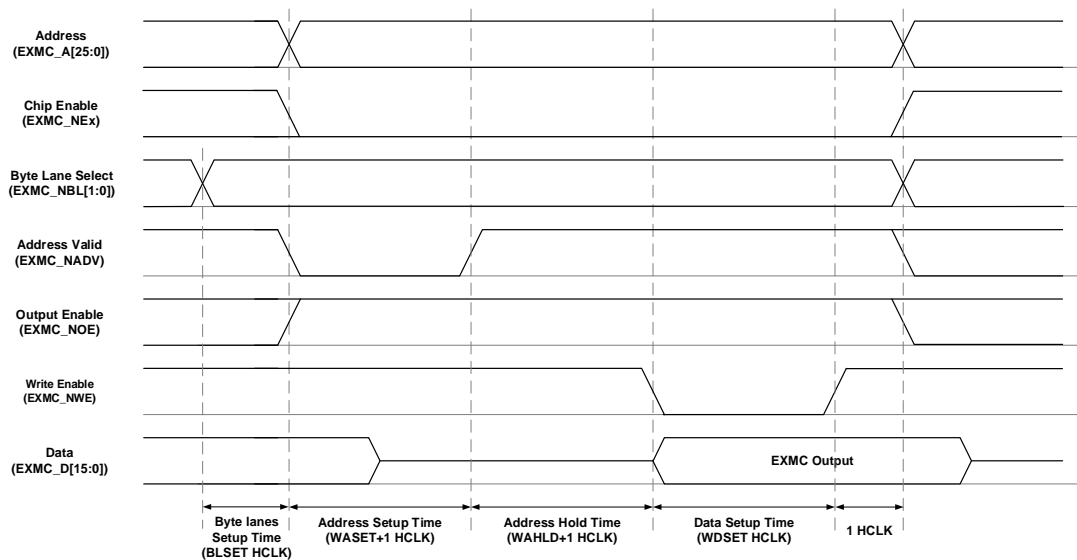 Address
(EXMC_A[25:0])
Chip Enable
(EXMC_NEx)
Byte Lane Select
(EXMC_NBL[1:0])
Address Valid
(EXMC_NADV)
Output Enable
(EXMC_NOE)
Write Enable
(EXMC_NWE)
Data
(EXMC_D[15:0])
EXMC Output
Byte lanes
Setup Time
(BLSET HCLK)
Address Setup Time
(WASET+1 HCLK)
Address Hold Time
(WAHLD+1 HCLK)
Data Setup Time
(WDSET HCLK)
1 HCLK